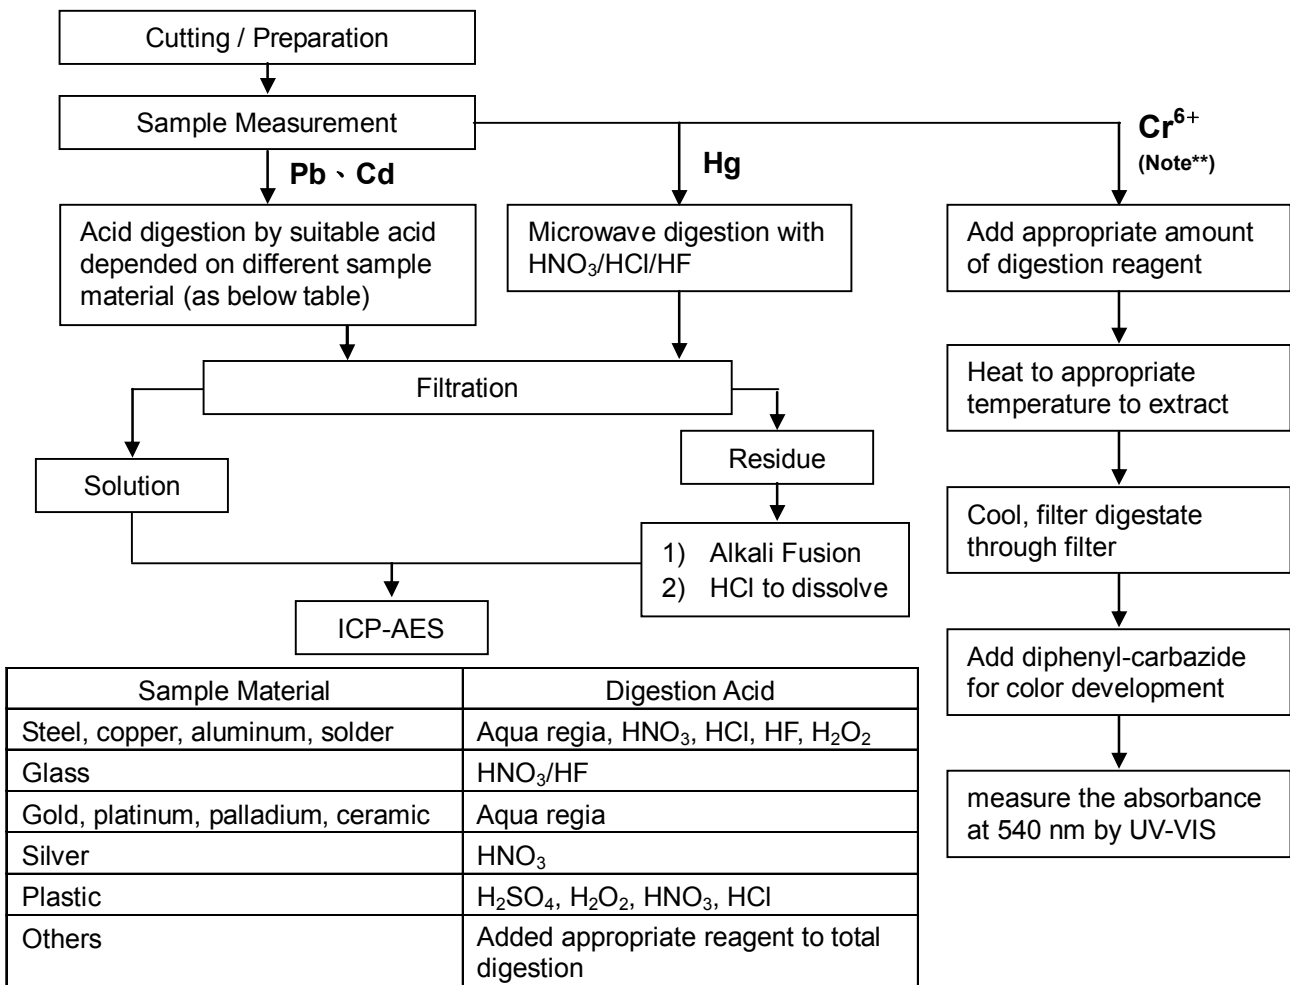 Cutting / Preparation
Sample Measurement
Pb、Cd
Hg
Cr⁶⁺
(Note**)
Acid digestion by suitable acid
depended on different sample
material (as below table)
Microwave digestion with
HNO₃/HCl/HF
Add appropriate amount
of digestion reagent
Filtration
Heat to appropriate
temperature to extract
Solution
Residue
Cool, filter digestate
through filter
1) Alkali Fusion
2) HCl to dissolve
ICP-AES
Add diphenyl-carbazide
for color development
measure the absorbance
at 540 nm by UV-VIS
Sample Material
Digestion Acid
Steel, copper, aluminum, solder
Aqua regia, HNO₃, HCl, HF, H₂O₂
Glass
HNO₃/HF
Gold, platinum, palladium, ceramic
Aqua regia
Silver
HNO₃
Plastic
H₂SO₄, H₂O₂, HNO₃, HCl
Others
Added appropriate reagent to total
digestion